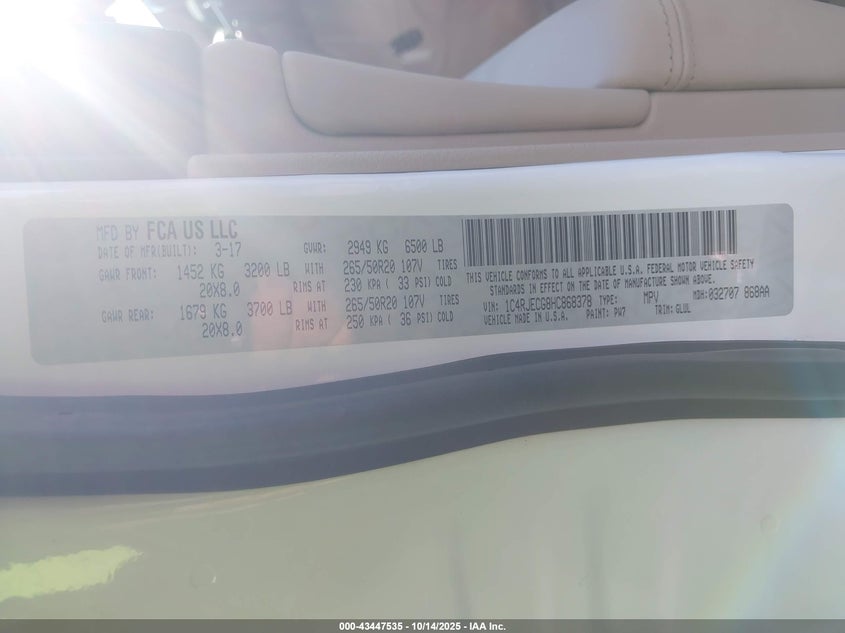 MFD BY FCA US LLC
DATE OF MFR(BUILT): 3-17 GVWR: 2949 KG 6500 LB
GAWR FRONT: 1452 KG 3200 LB WITH 265/50R20 107V TIRES
20X8.0 RIMS AT 230 KPA ( 33 PSI) COLD
GAWR REAR: 1679 KG 3700 LB WITH 265/50R20 107V TIRES
20X8.0 RIMS AT 250 KPA ( 36 PSI) COLD
THIS VEHICLE CONFORMS TO ALL APPLICABLE U.S.A. FEDERAL MOTOR VEHICLE SAFETY
STANDARDS IN EFFECT ON THE DATE OF MANUFACTURE SHOWN ABOVE.
VIN: 1C4RJECG8HC868378 TYPE: MPV MDH:032707 868AA
VEHICLE MADE IN U.S.A. PAINT: PW7 TRIM: GLUL
000-43447535 - 10/14/2025 - IAA Inc.